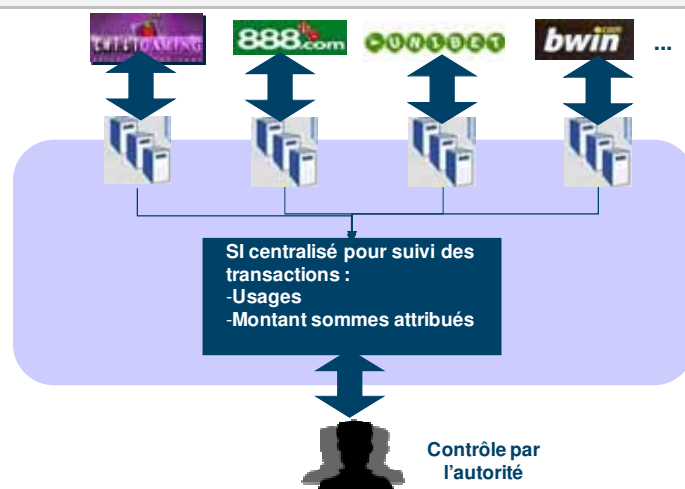 888.com
UNIBET
bwin
...
SI centralisé pour suivi des
transactions :
-Usages
-Montant sommes attribués
Contrôle par
l'autorité